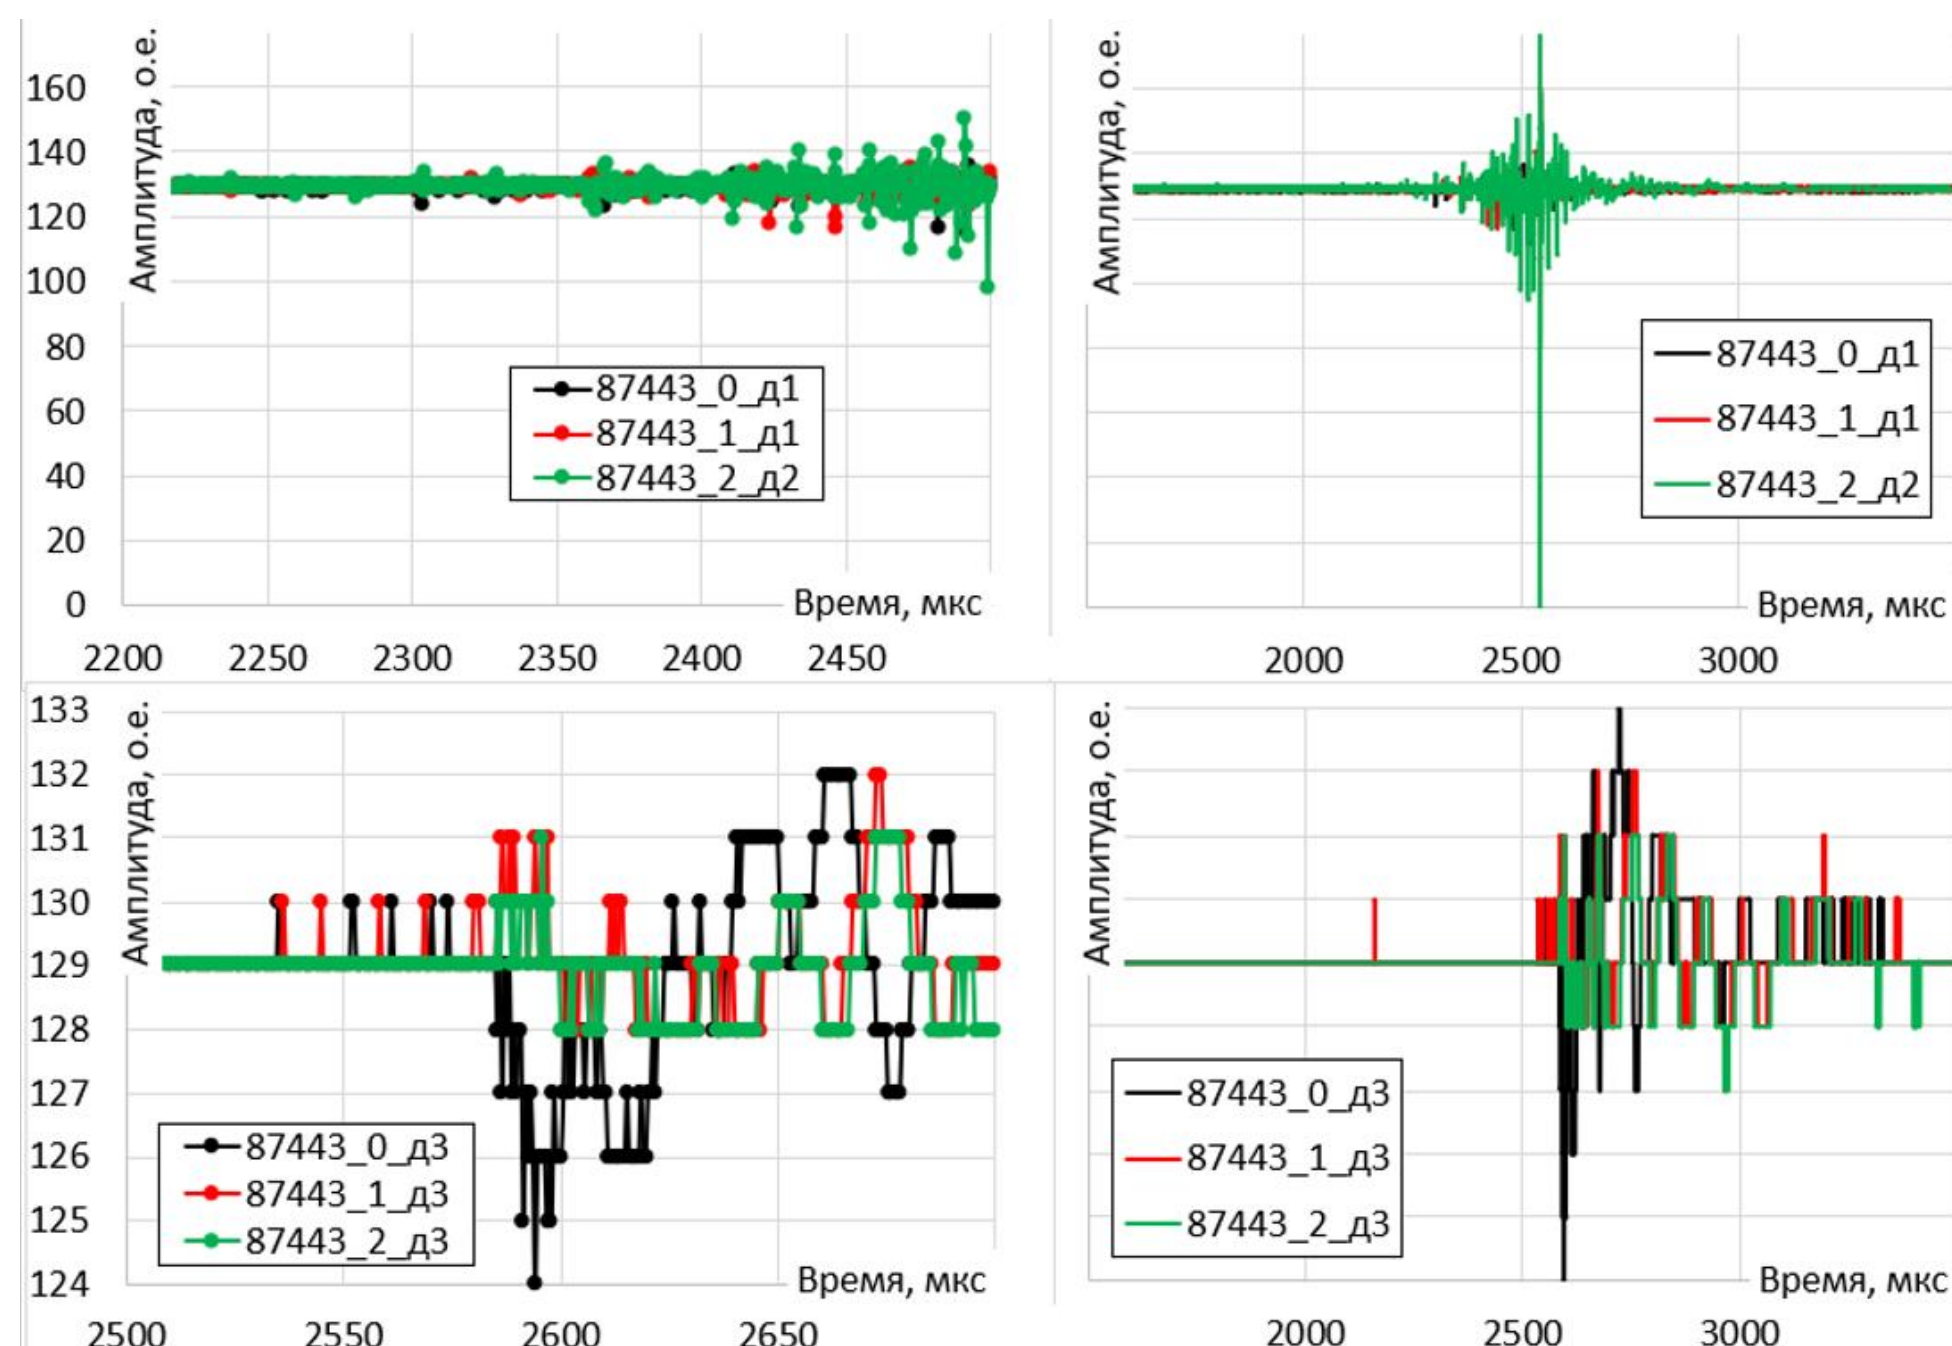 Амплитуда, о.е.
160
140
120
100
80
60
40
20
0
87443_0_д1
87443_1_д1
87443_2_д2
Время, мкс
2200 2250 2300 2350 2400 2450
Амплитуда, о.е.
87443_0_д1
87443_1_д1
87443_2_д2
Время, мкс
2000 2500 3000
Амплитуда, о.е.
133
132
131
130
129
128
127
126
125
124
87443_0_д3
87443_1_д3
87443_2_д3
Время, мкс
2500 2550 2600 2650
Амплитуда, о.е.
87443_0_д3
87443_1_д3
87443_2_д3
Время, мкс
2000 2500 3000